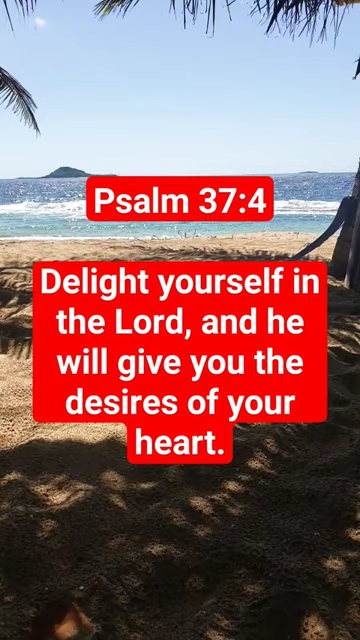 Psalm 37:4
Delight yourself in
the Lord, and he
will give you the
desires of your
heart.